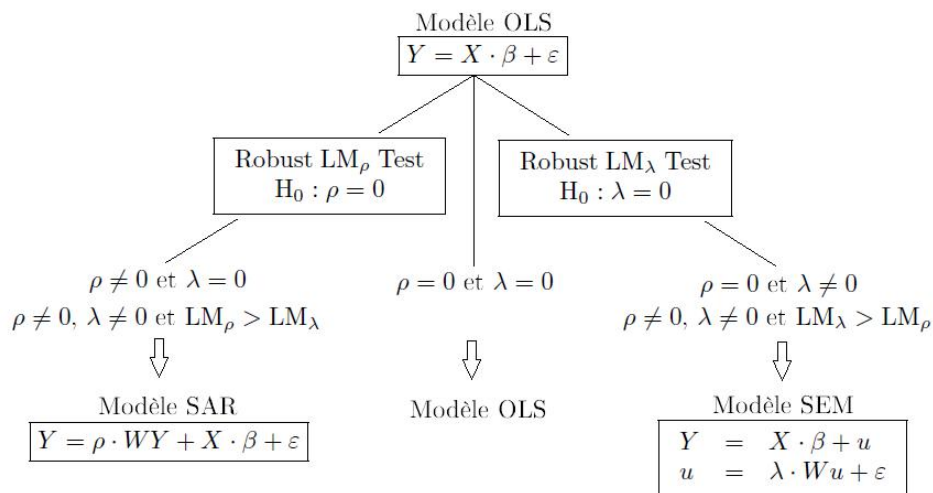 Modèle OLS
Y = X · β + ε
Robust LMρ Test
H₀ : ρ = 0
Robust LMλ Test
H₀ : λ = 0
ρ ≠ 0 et λ = 0
ρ ≠ 0, λ ≠ 0 et LMρ > LMλ
ρ = 0 et λ = 0
ρ = 0 et λ ≠ 0
ρ ≠ 0, λ ≠ 0 et LMλ > LMρ
Modèle SAR
Y = ρ · WY + X · β + ε
Modèle OLS
Modèle SEM
Y = X · β + u
u = λ · Wu + ε